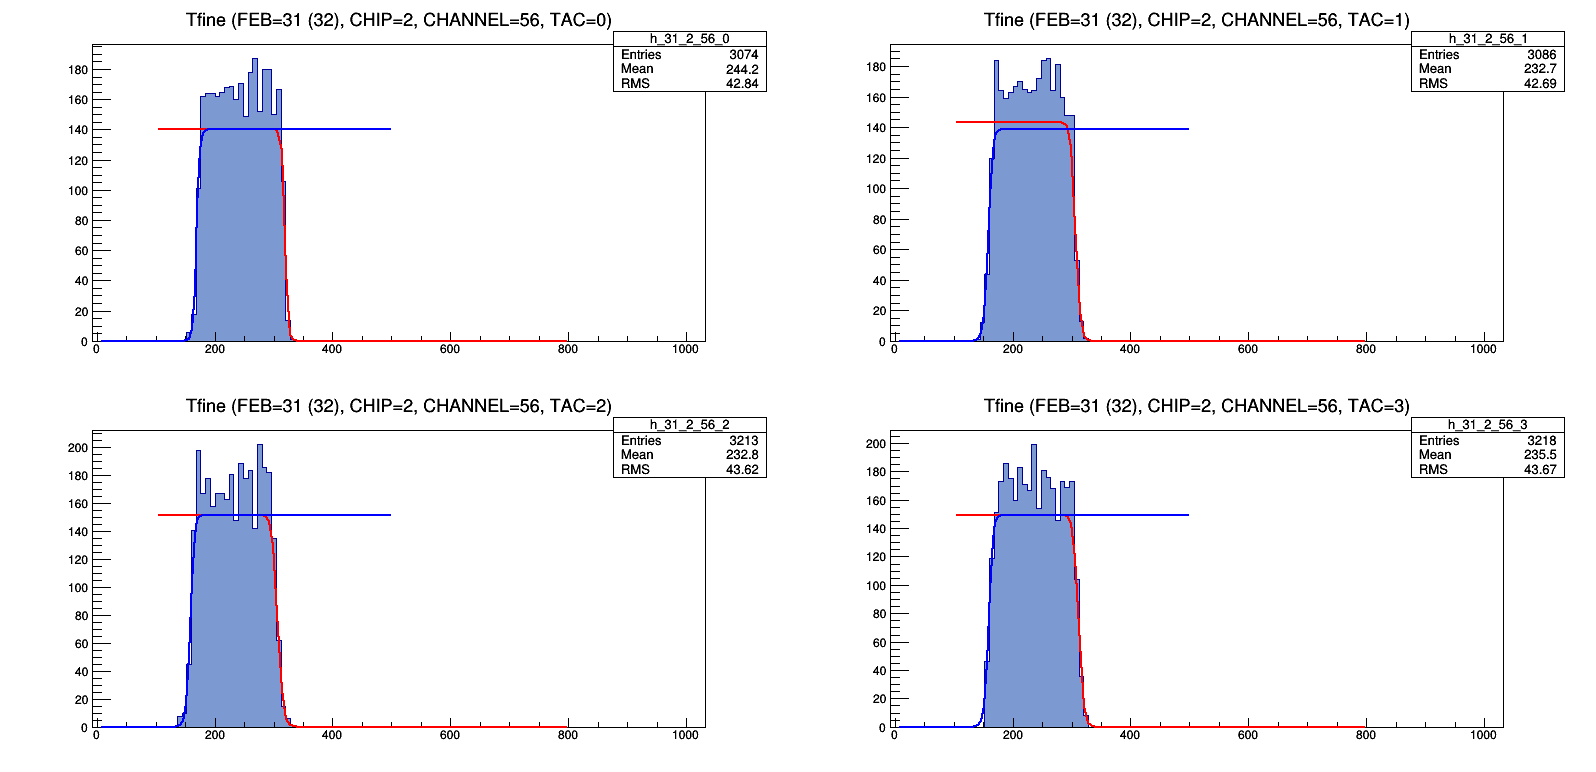 Tfine (FEB=31 (32), CHIP=2, CHANNEL=56, TAC=0)
h_31_2_56_0
Entries 3074
Mean 244.2
RMS 42.84
180
160
140
120
100
80
60
40
20
0
0 200 400 600 800 1000
Tfine (FEB=31 (32), CHIP=2, CHANNEL=56, TAC=1)
h_31_2_56_1
Entries 3086
Mean 232.7
RMS 42.69
180
160
140
120
100
80
60
40
20
0
0 200 400 600 800 1000
Tfine (FEB=31 (32), CHIP=2, CHANNEL=56, TAC=2)
h_31_2_56_2
Entries 3213
Mean 232.8
RMS 43.62
200
180
160
140
120
100
80
60
40
20
0
0 200 400 600 800 1000
Tfine (FEB=31 (32), CHIP=2, CHANNEL=56, TAC=3)
h_31_2_56_3
Entries 3218
Mean 235.5
RMS 43.67
200
180
160
140
120
100
80
60
40
20
0
0 200 400 600 800 1000